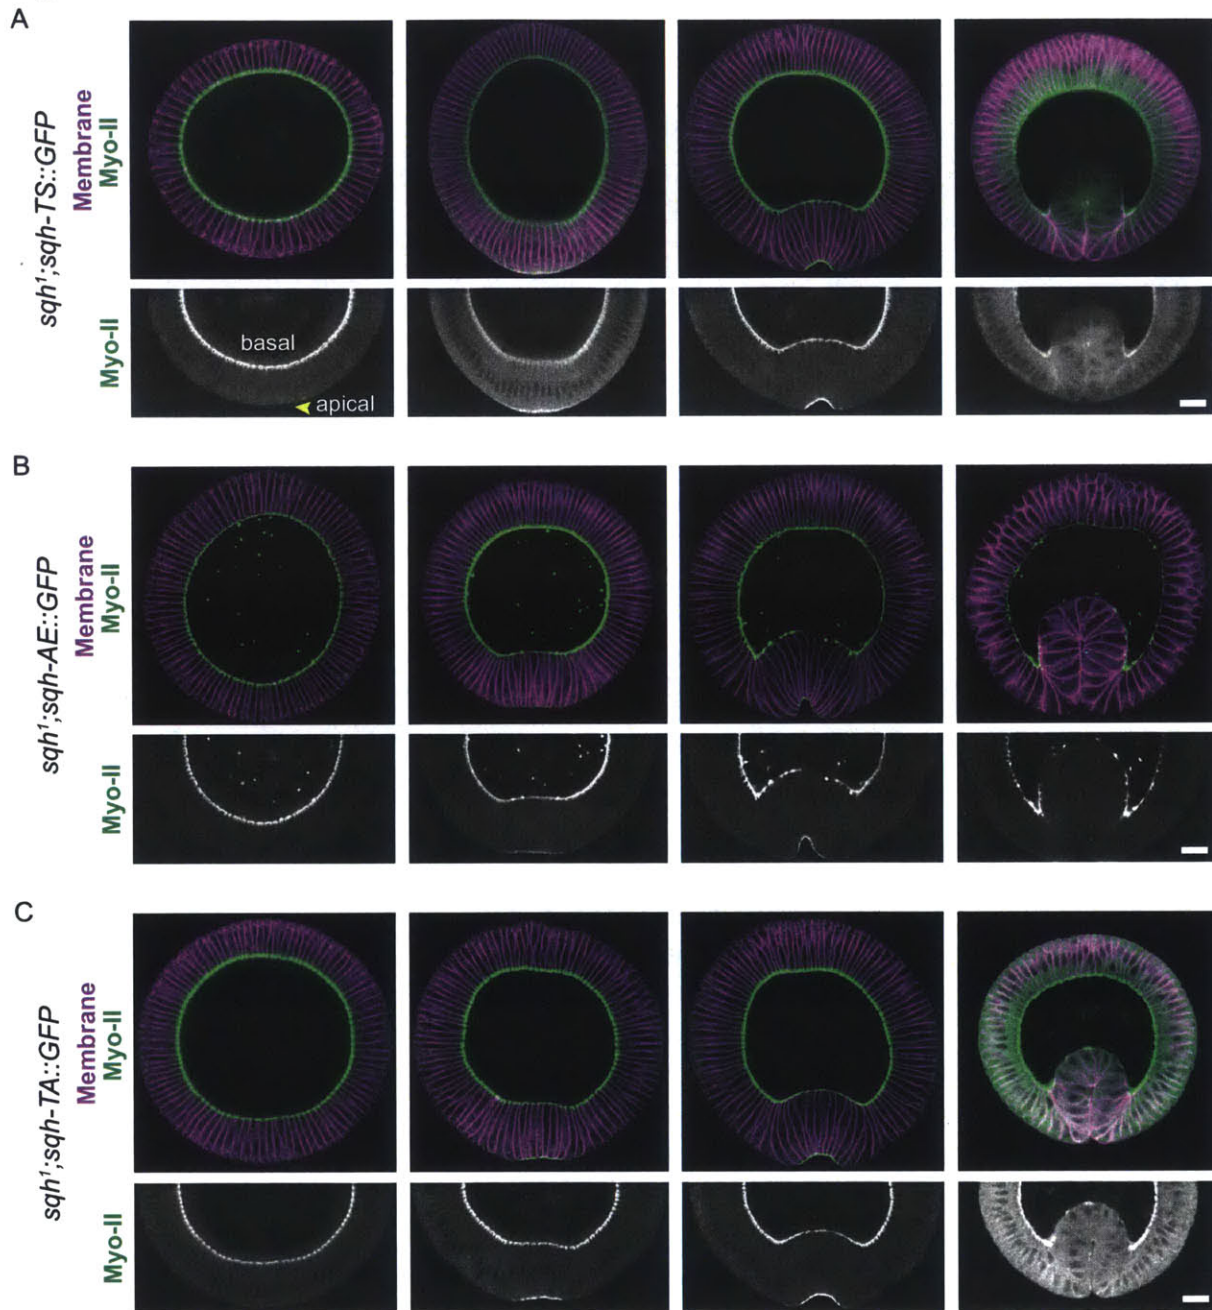 A
sqh¹;sqh-TS::GFP
Membrane
Myo-II
Myo-II
basal
apical
B
sqh¹;sqh-AE::GFP
Membrane
Myo-II
Myo-II
C
sqh¹;sqh-TA::GFP
Membrane
Myo-II
Myo-II